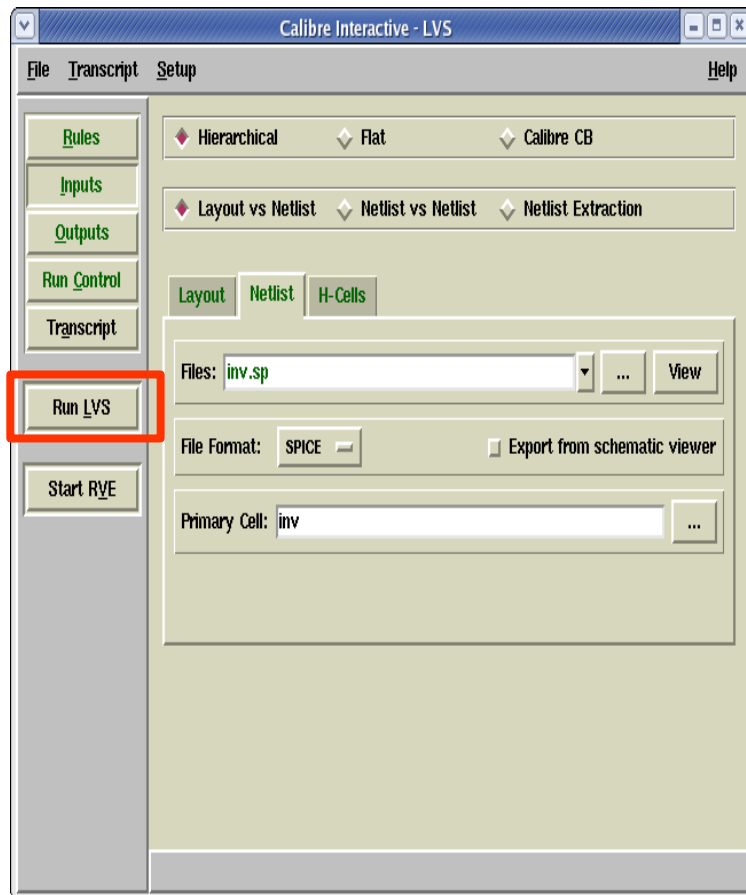 Calibre Interactive - LVS
File Transcript Setup Help
Rules
Inputs
Outputs
Run Control
Transcript
Run LVS
Start RVE
Hierarchical Flat Calibre CB
Layout vs Netlist Netlist vs Netlist Netlist Extraction
Layout Netlist H-Cells
Files: inv.sp ... View
File Format: SPICE Export from schematic viewer
Primary Cell: inv ...